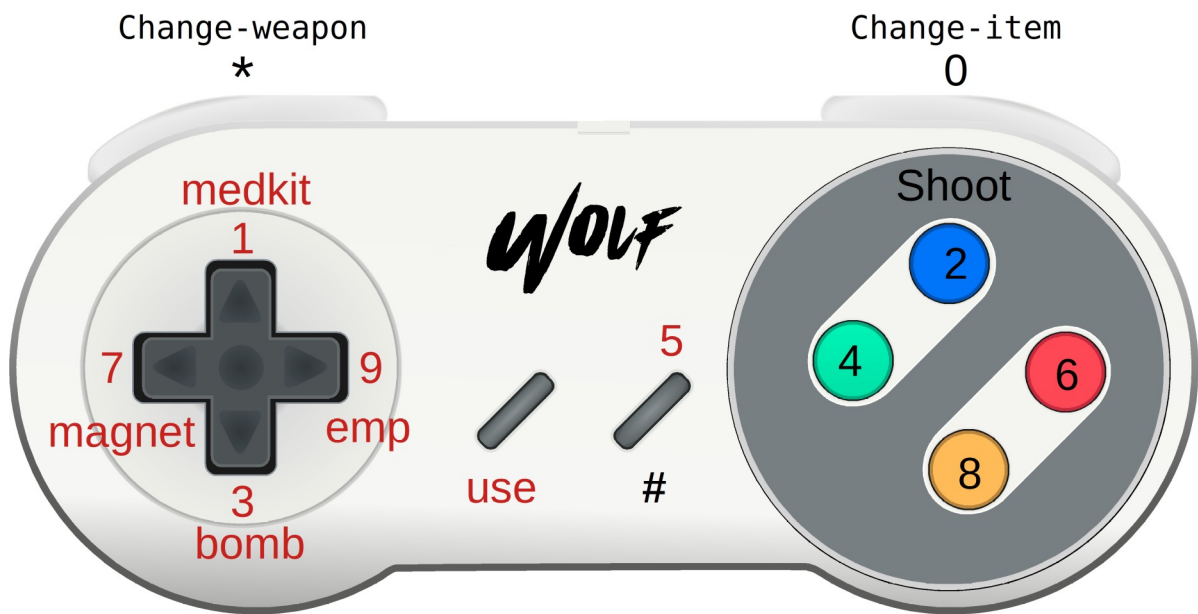 Change-weapon
*
Change-item
0
medkit
1
7
9
magnet
emp
3
bomb
WOLF
5
use
#
Shoot
2
4
6
8